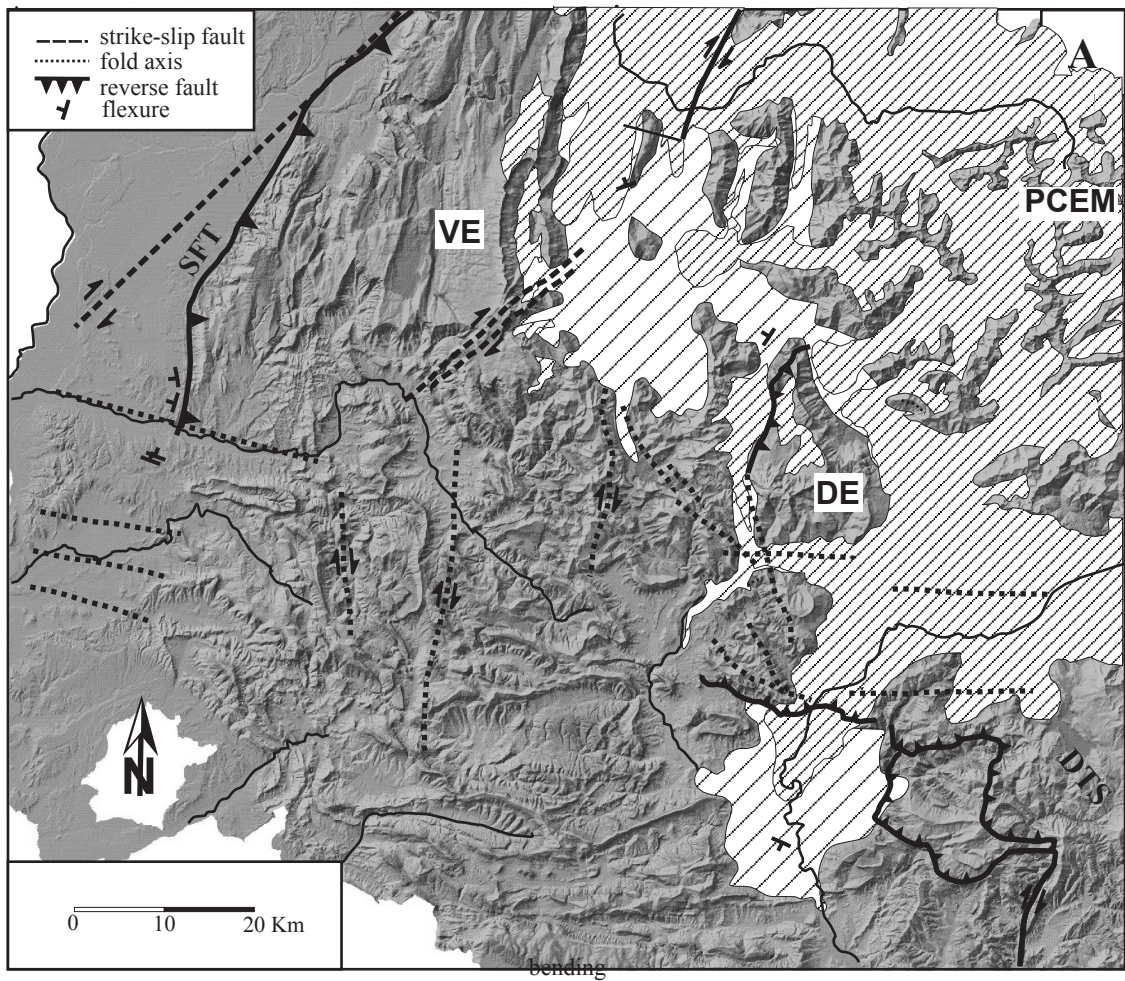 strike-slip fault
fold axis
reverse fault
flexure
A
PCEM
VE
SFT
DE
N
DTS
0 10 20 Km
bending